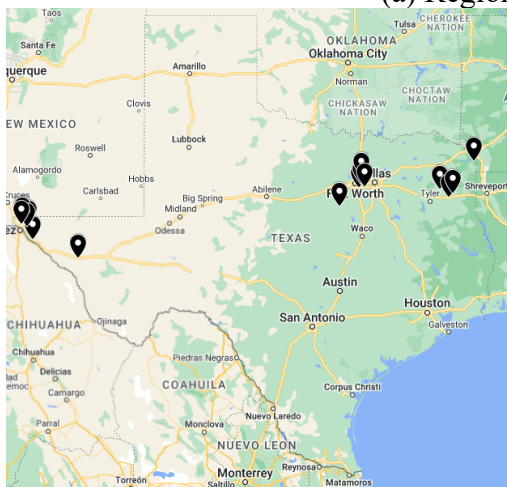 (a) Region
Taos
Tulsa
CHEROKEE
NATION
Santa Fe
OKLAHOMA
Oklahoma City
uquerque
Amarillo
Norman
CHOCTAW
NATION
Clovis
CHICKASAW
NATION
EW MEXICO
Lubbock
Roswell
Alamogordo
Hobbs
llas
Cruces
Carlsbad
Big Spring
Abilene
Fort Worth
Tyler
Shreveport
Midland
Odessa
ez
TEXAS
Waco
Austin
Houston
CHIHUAHUA
Ojinaga
San Antonio
Galveston
Chihuahua
Piedras Negras
Delicias
COAHUILA
Corpus Christi
Camargo
Nuevo Laredo
Parral
Monclova
NUEVO LEON
Reynosa
Monterrey
Torreón
Saltillo
Matamoros